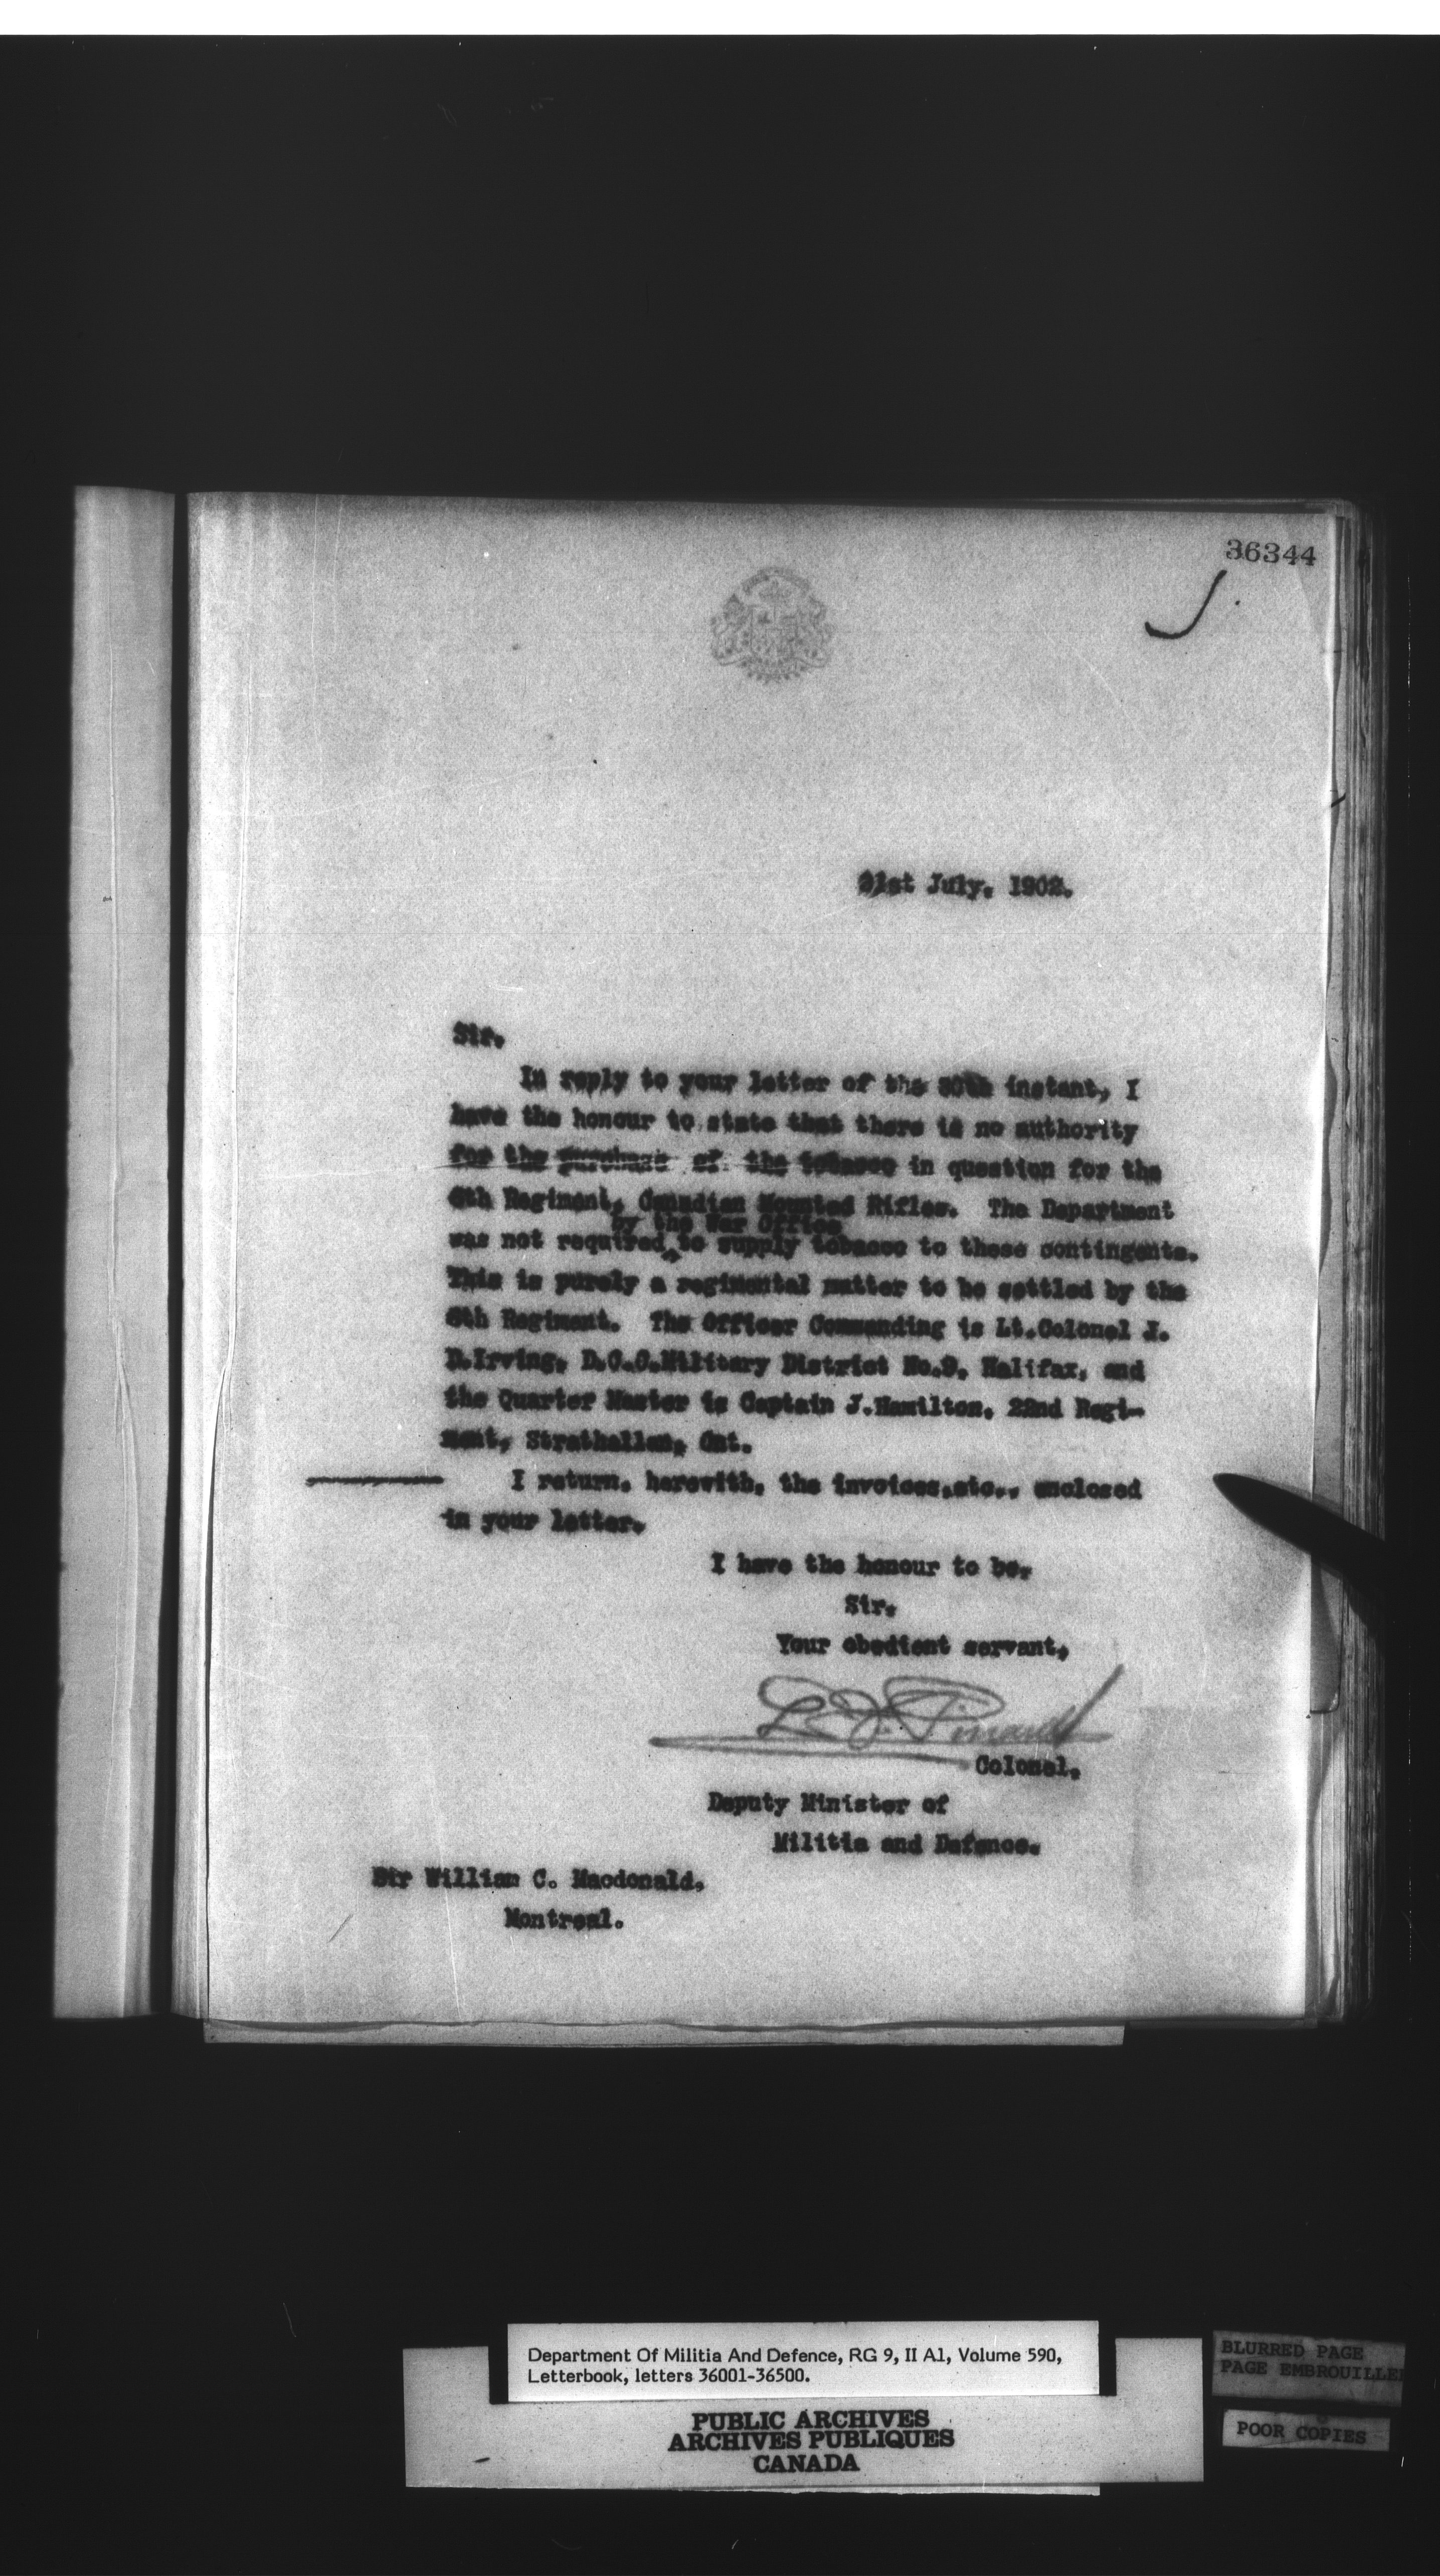 36344
31st July, 1902.
Sir,
In reply to your letter of the 30th instant, I
have the honour to state that there is no authority
for the purchase of the tobacco in question for the
6th Regiment, Canadian Mounted Rifles. The Department
by the War Office
was not required to supply tobacco to these contingents.
This is purely a regimental matter to be settled by the
6th Regiment. The Officer Commanding is Lt.Colonel J.
D.Irving, D.O.C.Military District No.9, Halifax, and
the Quarter Master is Captain J.Hamilton, 22nd Regi-
ment, Strathallan, Ont.
I return, herewith, the invoices,etc., enclosed
in your letter.
I have the honour to be,
Sir,
Your obedient servant,
L. J. Pinault
Colonel,
Deputy Minister of
Militia and Defence.
Sir William C. Macdonald,
Montreal.
Department Of Militia And Defence, RG 9, II A1, Volume 590,
Letterbook, letters 36001-36500.
PUBLIC ARCHIVES
ARCHIVES PUBLIQUES
CANADA
BLURRED PAGE
PAGE EMBROUILLEE
POOR COPIES